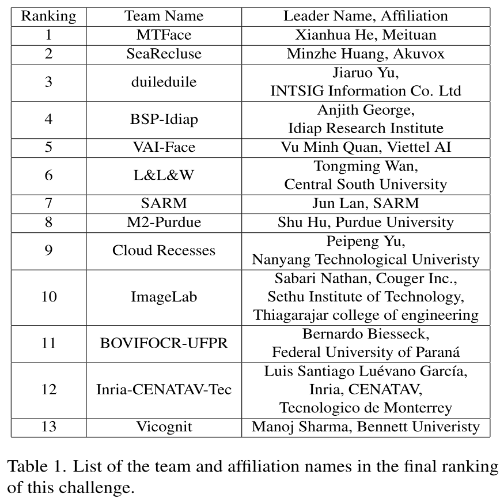 Ranking Team Name Leader Name, Affiliation
1 MTFace Xianhua He, Meituan
2 SeaRecluse Minzhe Huang, Akuvox
3 duileduile Jiaruo Yu,
INTSIG Information Co. Ltd
4 BSP-Idiap Anjith George,
Idiap Research Institute
5 VAI-Face Vu Minh Quan, Viettel AI
6 L&L&W Tongming Wan,
Central South University
7 SARM Jun Lan, SARM
8 M2-Purdue Shu Hu, Purdue University
9 Cloud Recesses Peipeng Yu,
Nanyang Technological Univeristy
10 ImageLab Sabari Nathan, Couger Inc.,
Sethu Institute of Technology,
Thiagarajar college of engineering
11 BOVIFOCR-UFPR Bernardo Biesseck,
Federal University of Paraná
12 Inria-CENATAV-Tec Luis Santiago Luévano García,
Inria, CENATAV,
Tecnologico de Monterrey
13 Vicognit Manoj Sharma, Bennett Univeristy
Table 1. List of the team and affiliation names in the final ranking
of this challenge.